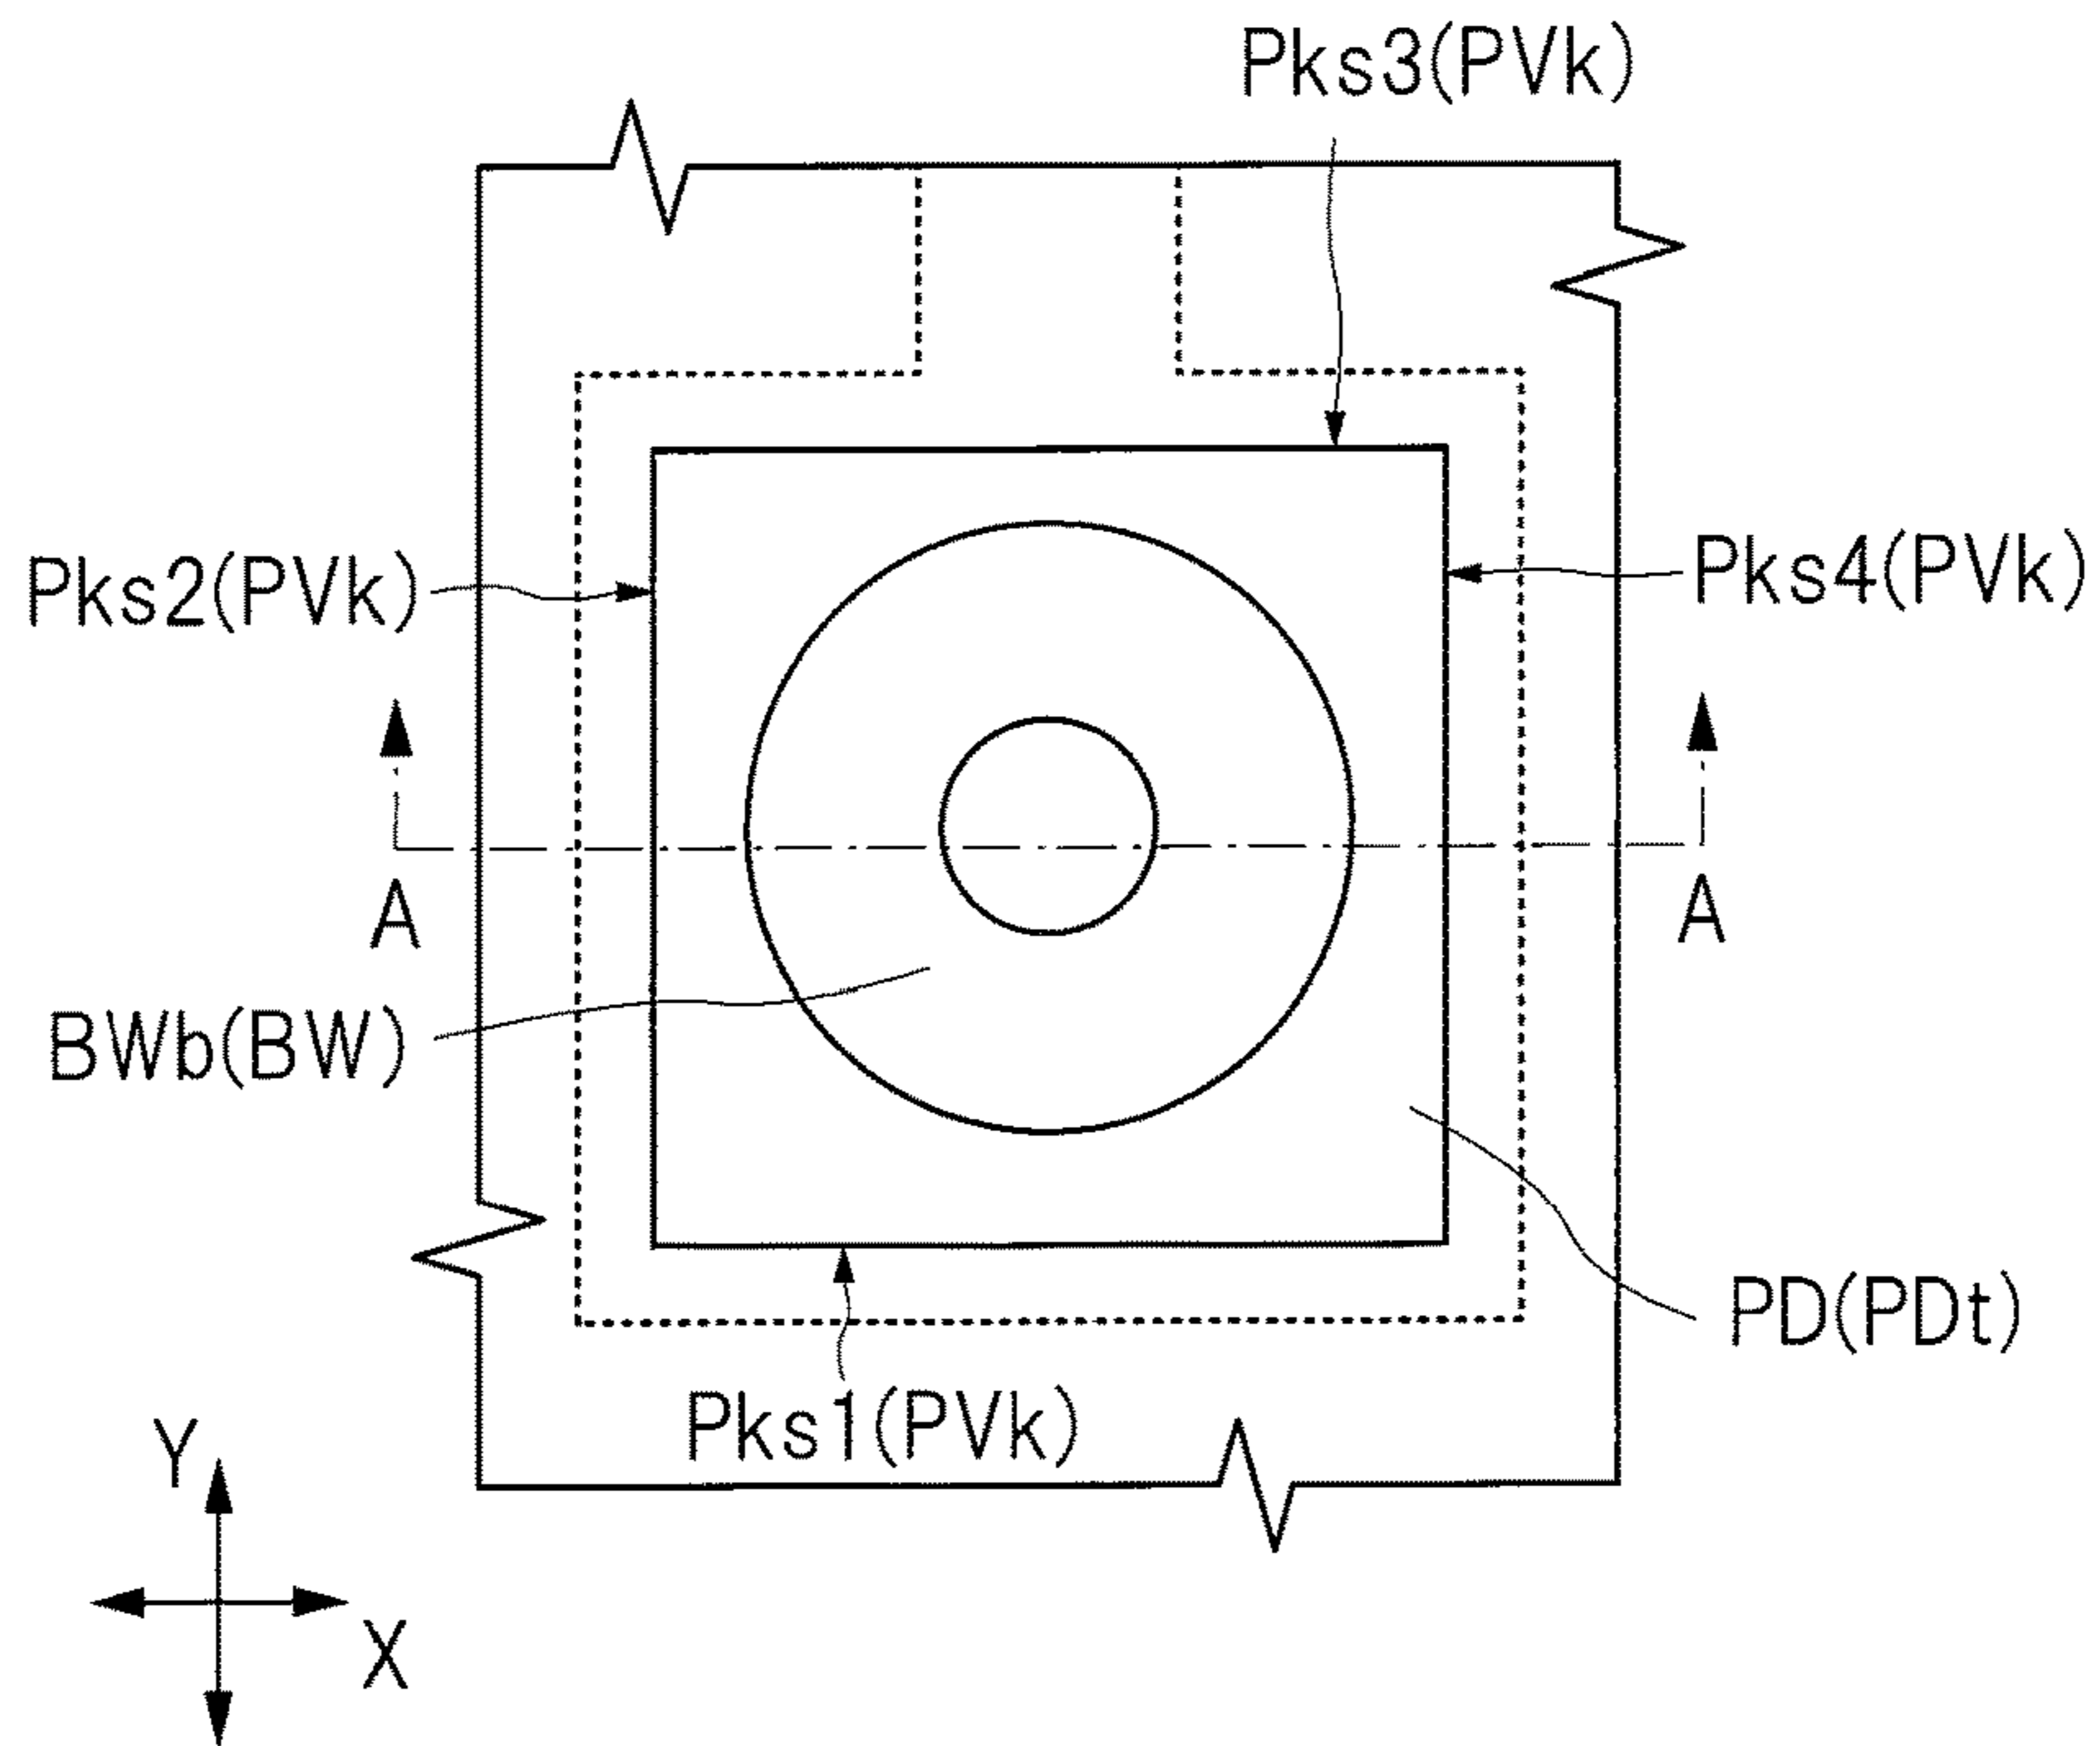 Pks3(PVk)
Pks2(PVk)
Pks4(PVk)
A
A
BWb(BW)
PD(PDt)
Pks1(PVk)
Y
X